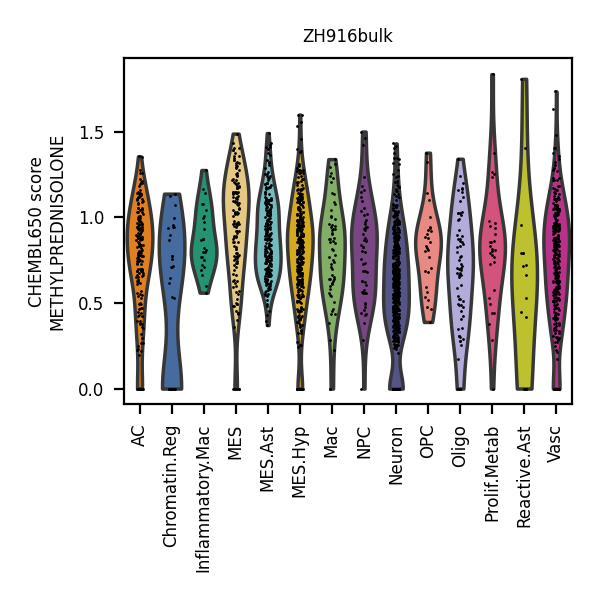 ZH916bulk
CHEMBL650 score
METHYLPREDNISOLONE
1.5
1.0
0.5
0.0
AC
Chromatin.Reg
Inflammatory.Mac
MES
MES.Ast
MES.Hyp
Mac
NPC
Neuron
OPC
Oligo
Prolif.Metab
Reactive.Ast
Vasc